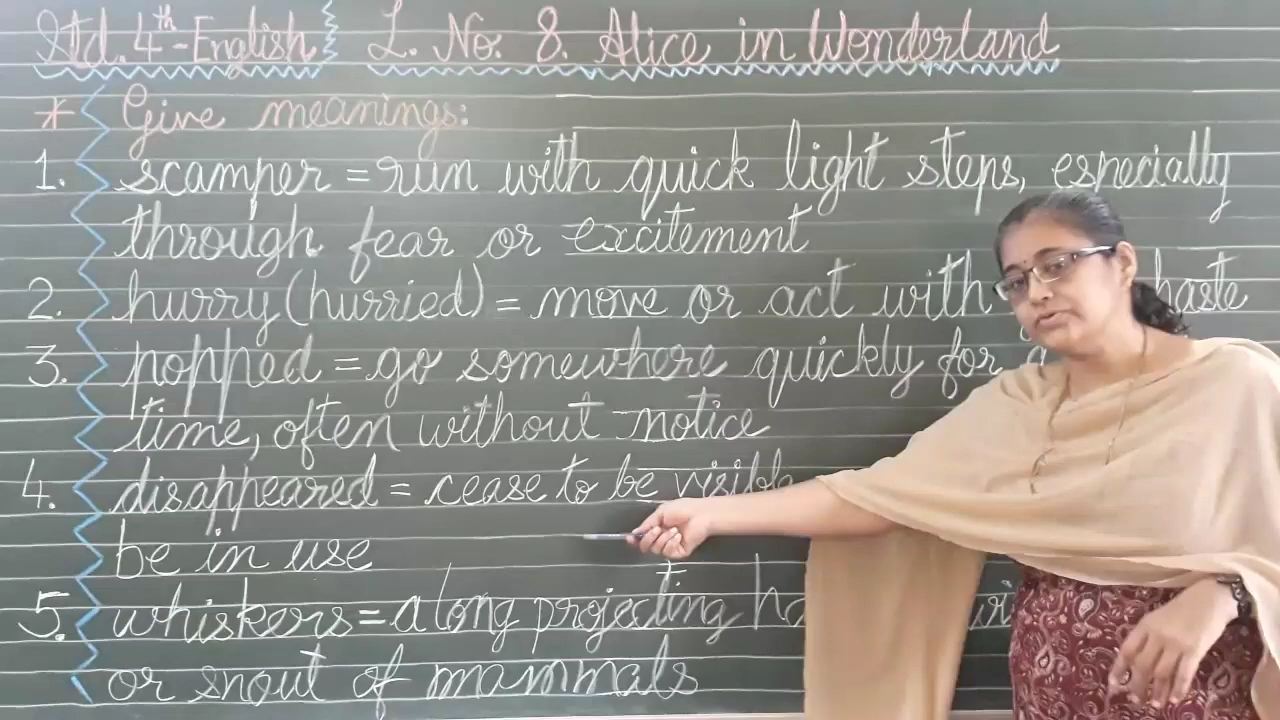 Std. 4th - English L. No. 8. Alice in Wonderland
* Give meanings:
1. scamper = run with quick light steps, especially
through fear or excitement
2. hurry (hurried) = move or act with haste
3. popped = go somewhere quickly for a
time, often without notice
4. disappeared = cease to be visible
be in use
5. whiskers = a long projecting
or snout of mammals